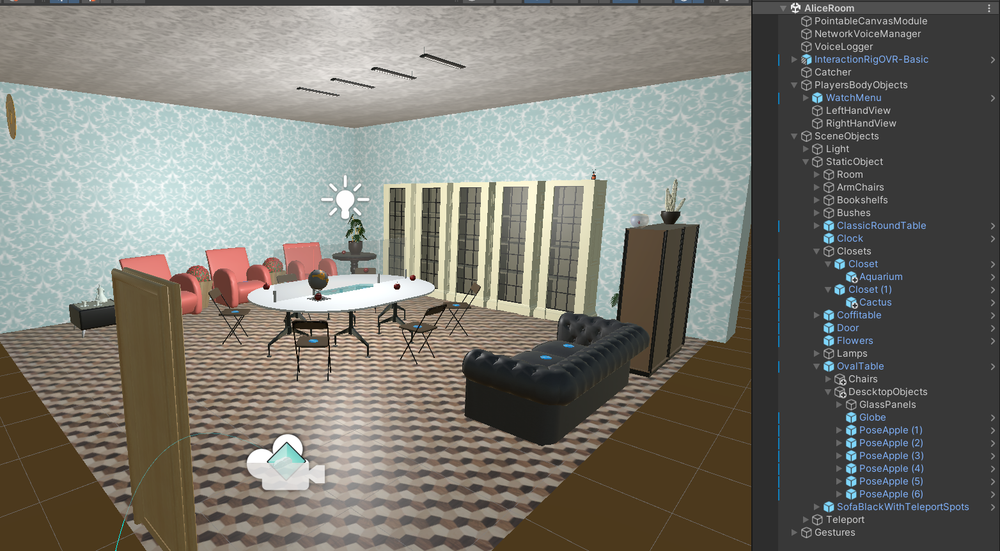 AliceRoom
PointableCanvasModule
NetworkVoiceManager
VoiceLogger
InteractionRigOVR-Basic
Catcher
PlayersBodyObjects
WatchMenu
LeftHandView
RightHandView
SceneObjects
Light
StaticObject
Room
ArmChairs
Bookshelfs
Bushes
ClassicRoundTable
Clock
Closets
Closet
Aquarium
Closet (1)
Cactus
Coffitable
Door
Flowers
Lamps
OvalTable
Chairs
DescktopObjects
GlassPanels
Globe
PoseApple (1)
PoseApple (2)
PoseApple (3)
PoseApple (4)
PoseApple (5)
PoseApple (6)
SofaBlackWithTeleportSpots
Teleport
Gestures